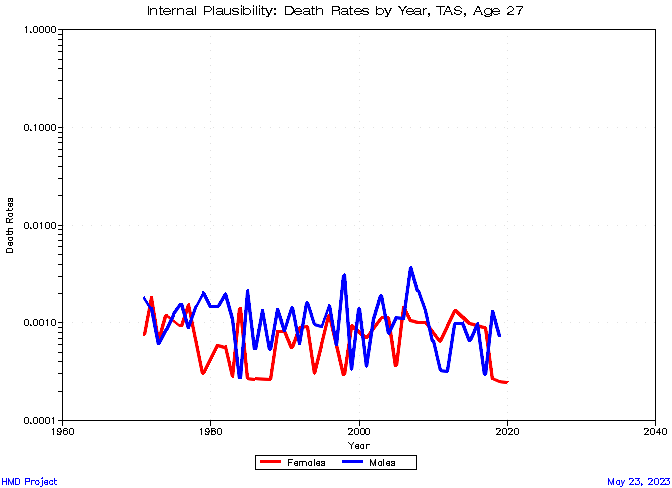 Internal Plausibility: Death Rates by Year, TAS, Age 27
1.0000
0.1000
0.0100
0.0010
0.0001
Death Rates
1960 1980 2000 2020 2040
Year
Females Males
HMD Project May 23, 2023